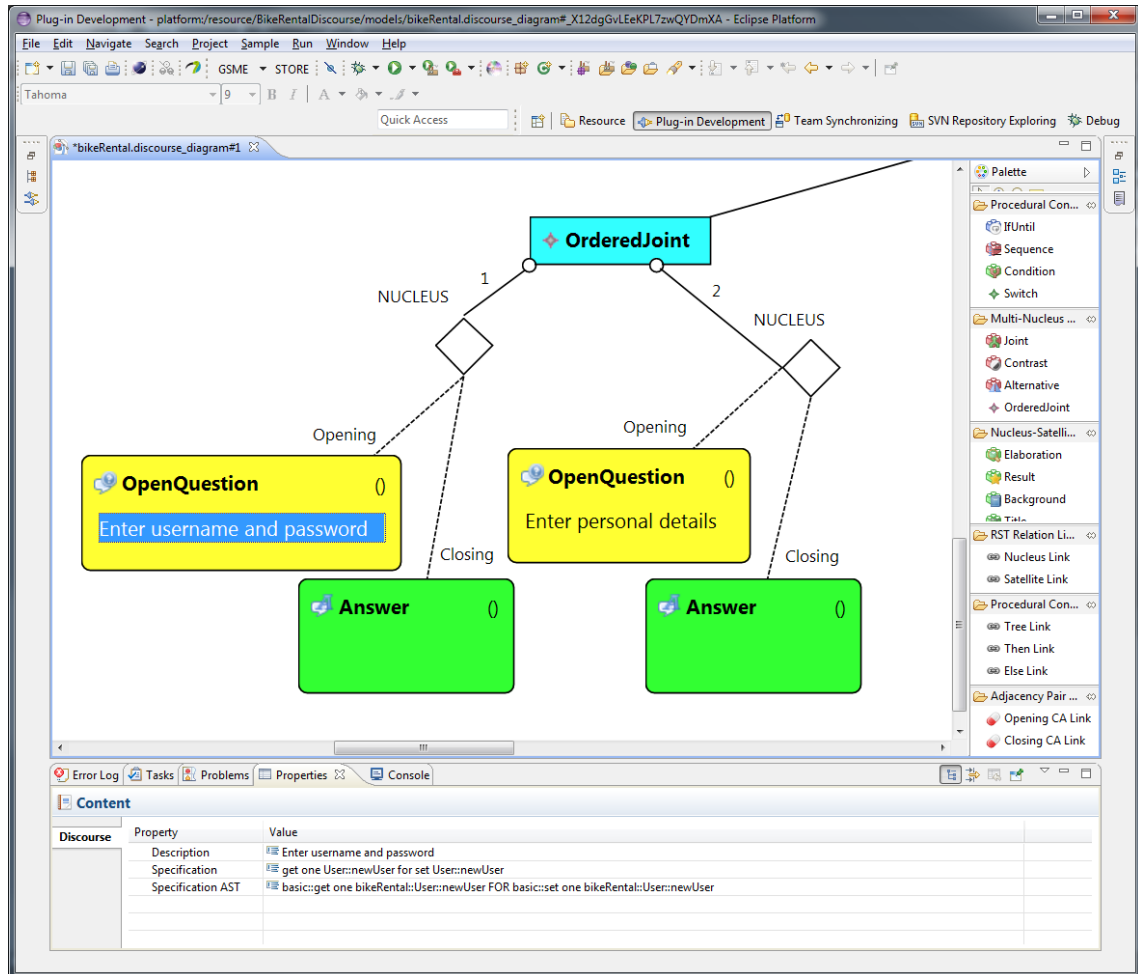 Plug-in Development - platform:/resource/BikeRentalDiscourse/models/bikeRental.discourse_diagram#_X12dgGvLEeKPL7zwQYDmXA - Eclipse Platform
File Edit Navigate Search Project Sample Run Window Help
GSME STORE
Tahoma 9 B I A
Quick Access Resource Plug-in Development Team Synchronizing SVN Repository Exploring Debug
*bikeRental.discourse_diagram#1
OrderedJoint
1
2
NUCLEUS
NUCLEUS
Opening
Opening
OpenQuestion ()
Enter username and password
OpenQuestion ()
Enter personal details
Closing
Closing
Answer ()
Answer ()
Palette
Procedural Con...
IfUntil
Sequence
Condition
Switch
Multi-Nucleus ...
Joint
Contrast
Alternative
OrderedJoint
Nucleus-Satelli...
Elaboration
Result
Background
Title
RST Relation Li...
Nucleus Link
Satellite Link
Procedural Con...
Tree Link
Then Link
Else Link
Adjacency Pair ...
Opening CA Link
Closing CA Link
Error Log Tasks Problems Properties Console
Content
Discourse
Property Value
Description Enter username and password
Specification get one User::newUser for set User::newUser
Specification AST basic::get one bikeRental::User::newUser FOR basic::set one bikeRental::User::newUser